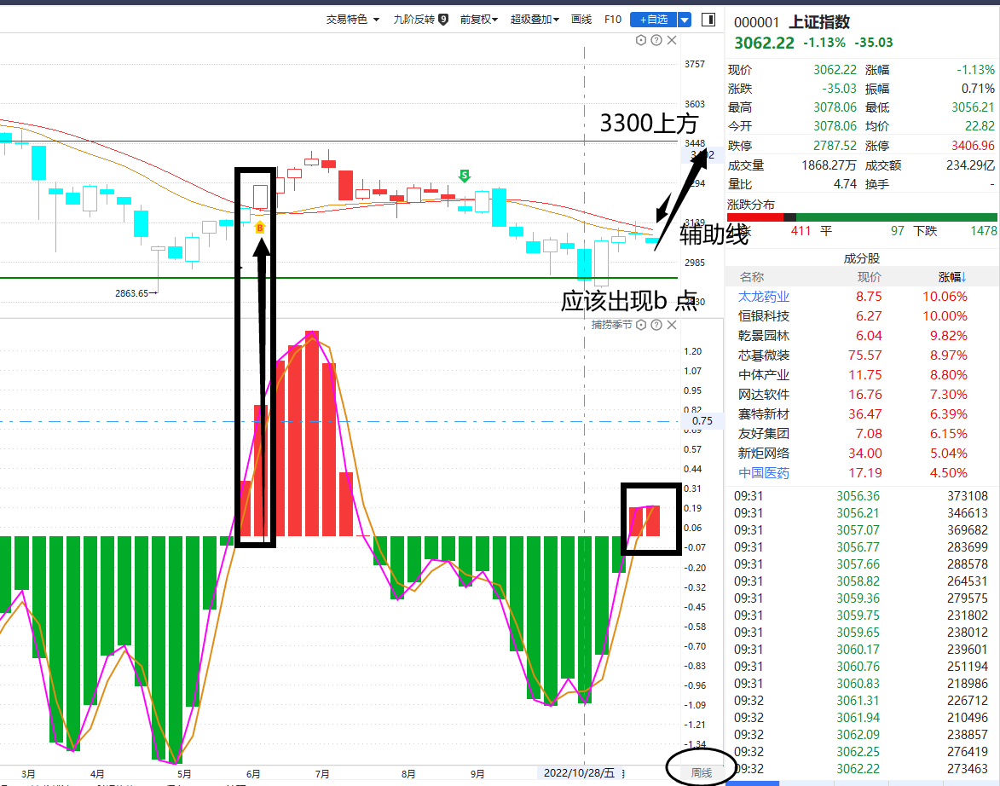 交易特色 九阶反转 9 前复权 超级叠加 画线 F10 +自选
000001 上证指数
3062.22 -1.13% -35.03
现价 3062.22 涨幅 -1.13%
涨跌 -35.03 振幅 0.71%
最高 3078.06 最低 3056.21
今开 3078.06 均价 22.82
跌停 2787.52 涨停 3406.96
成交量 1868.27万 成交额 234.29亿
量比 4.74 换手 -
涨跌分布
411 平 97 下跌 1478
成分股
名称 现价 涨幅↓
太龙药业 8.75 10.06%
恒银科技 6.27 10.00%
乾景园林 6.04 9.82%
芯碁微装 75.57 8.97%
中体产业 11.75 8.80%
网达软件 16.76 7.30%
赛特新材 36.47 6.39%
友好集团 7.08 6.15%
新炬网络 34.00 5.04%
中国医药 17.19 4.50%
09:31 3056.36 373108
09:31 3056.21 346613
09:31 3057.07 369682
09:31 3056.77 283699
09:31 3057.66 288578
09:31 3058.82 264531
09:31 3059.36 279575
09:31 3059.75 231802
09:31 3059.65 238012
09:31 3060.17 239601
09:31 3060.76 251194
09:31 3060.83 218986
09:32 3061.31 226712
09:32 3061.94 210496
09:32 3062.09 238857
09:32 3062.25 276419
09:32 3062.22 273463
3757
3603
3300上方
3448
S
B
辅助线
2985
2863.65→
应该出现b 点
捕捞季节
1.20
1.07
0.95
0.82
0.75
0.57
0.44
0.31
0.19
0.06
-0.07
-0.20
-0.32
-0.45
-0.58
-0.70
-0.83
-0.96
-1.09
-1.21
-1.34
3月 4月 5月 6月 7月 8月 9月 2022/10/28/五 周线